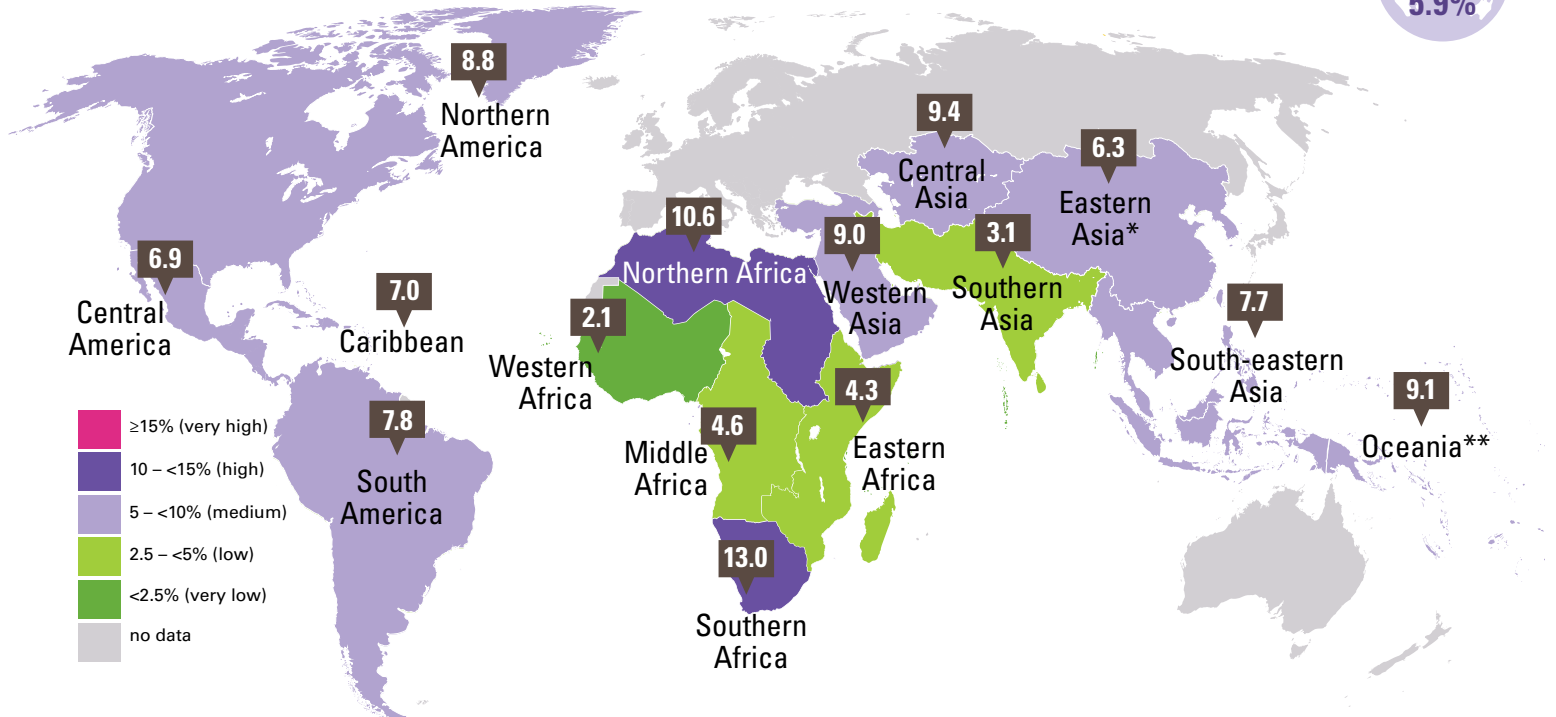 5.9%
8.8
Northern
America
9.4
Central
Asia
6.3
Eastern
Asia*
10.6
Northern Africa
9.0
Western
Asia
3.1
Southern
Asia
6.9
Central
America
7.0
Caribbean
2.1
Western
Africa
7.7
South-eastern
Asia
9.1
Oceania**
7.8
South
America
4.6
Middle
Africa
4.3
Eastern
Africa
13.0
Southern
Africa
≥15% (very high)
10 – <15% (high)
5 – <10% (medium)
2.5 – <5% (low)
<2.5% (very low)
no data